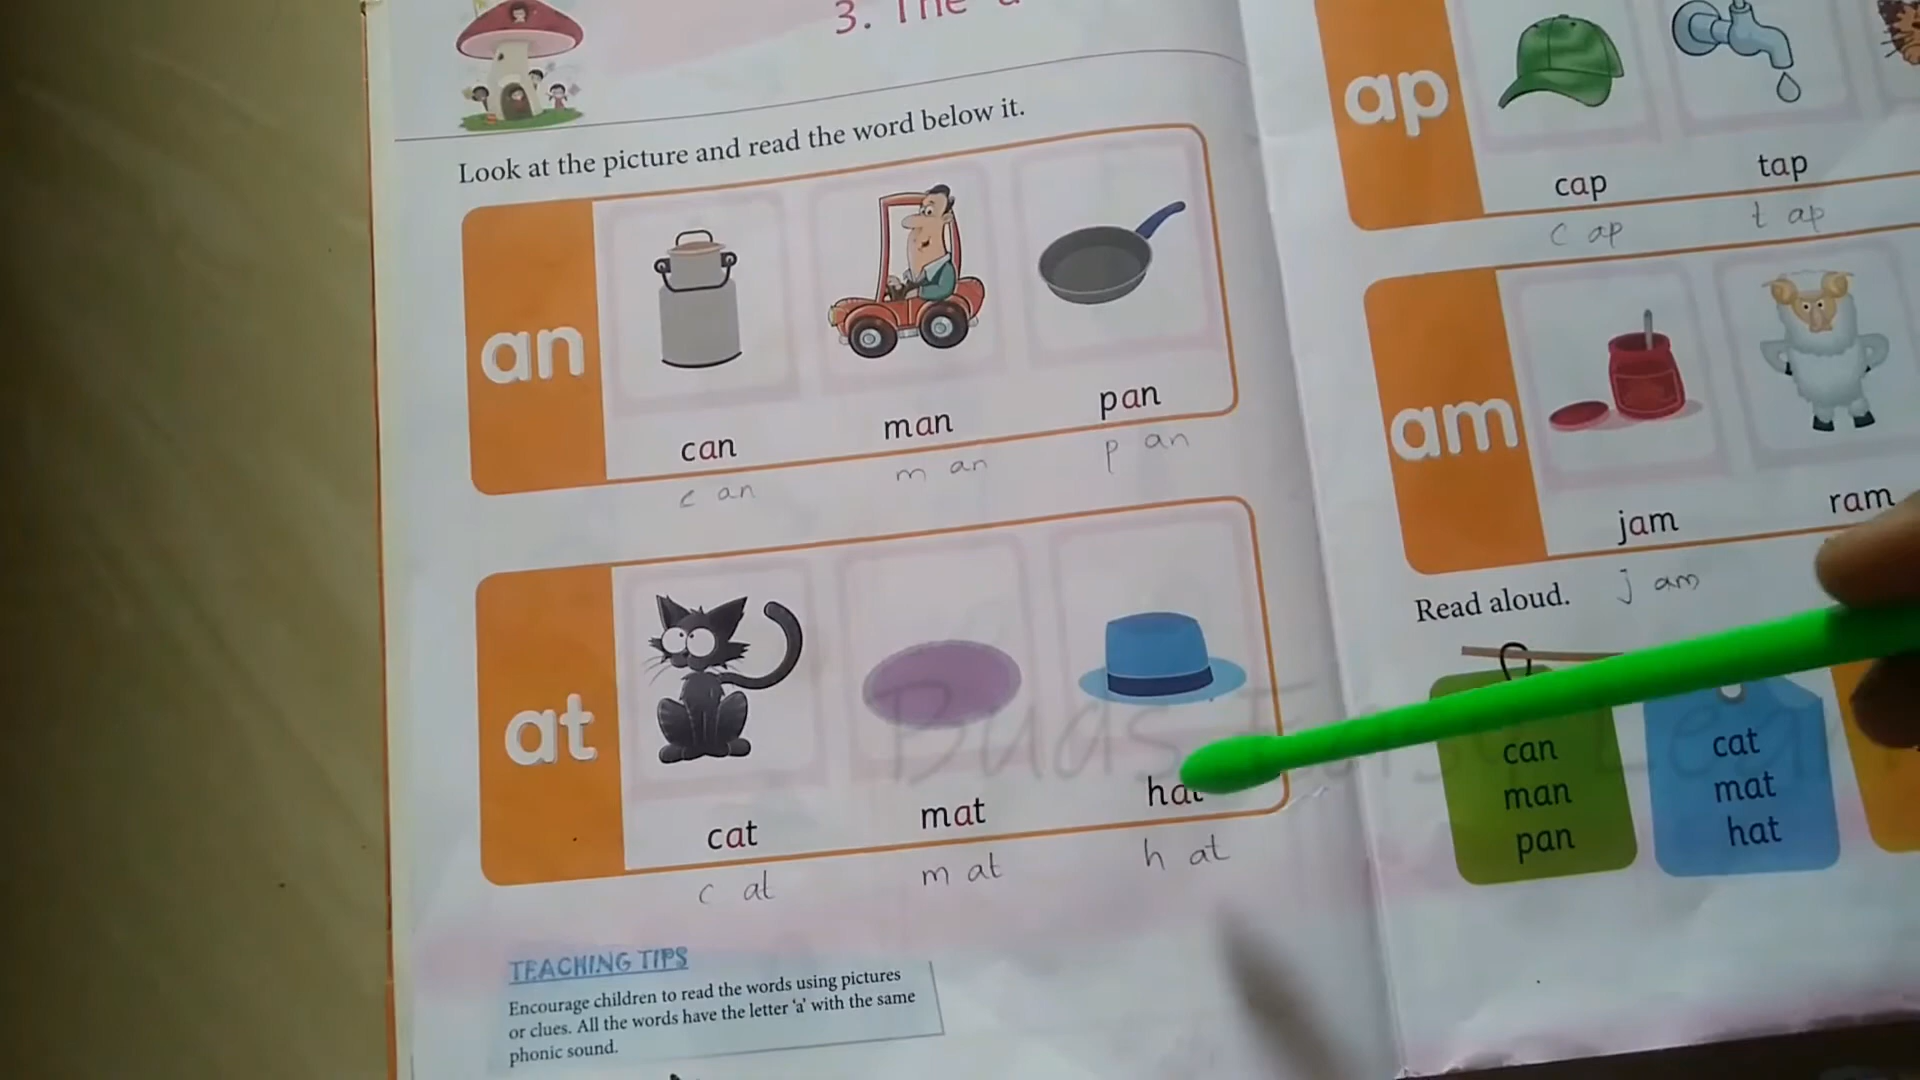 3. The 'a
Look at the picture and read the word below it.
an
can
man
pan
c an
m an
p an
at
cat
mat
hat
c at
m at
h at
TEACHING TIPS
Encourage children to read the words using pictures
or clues. All the words have the letter 'a' with the same
phonic sound.
ap
cap
tap
c ap
t ap
am
jam
ram
j am
Read aloud.
can
man
pan
cat
mat
hat